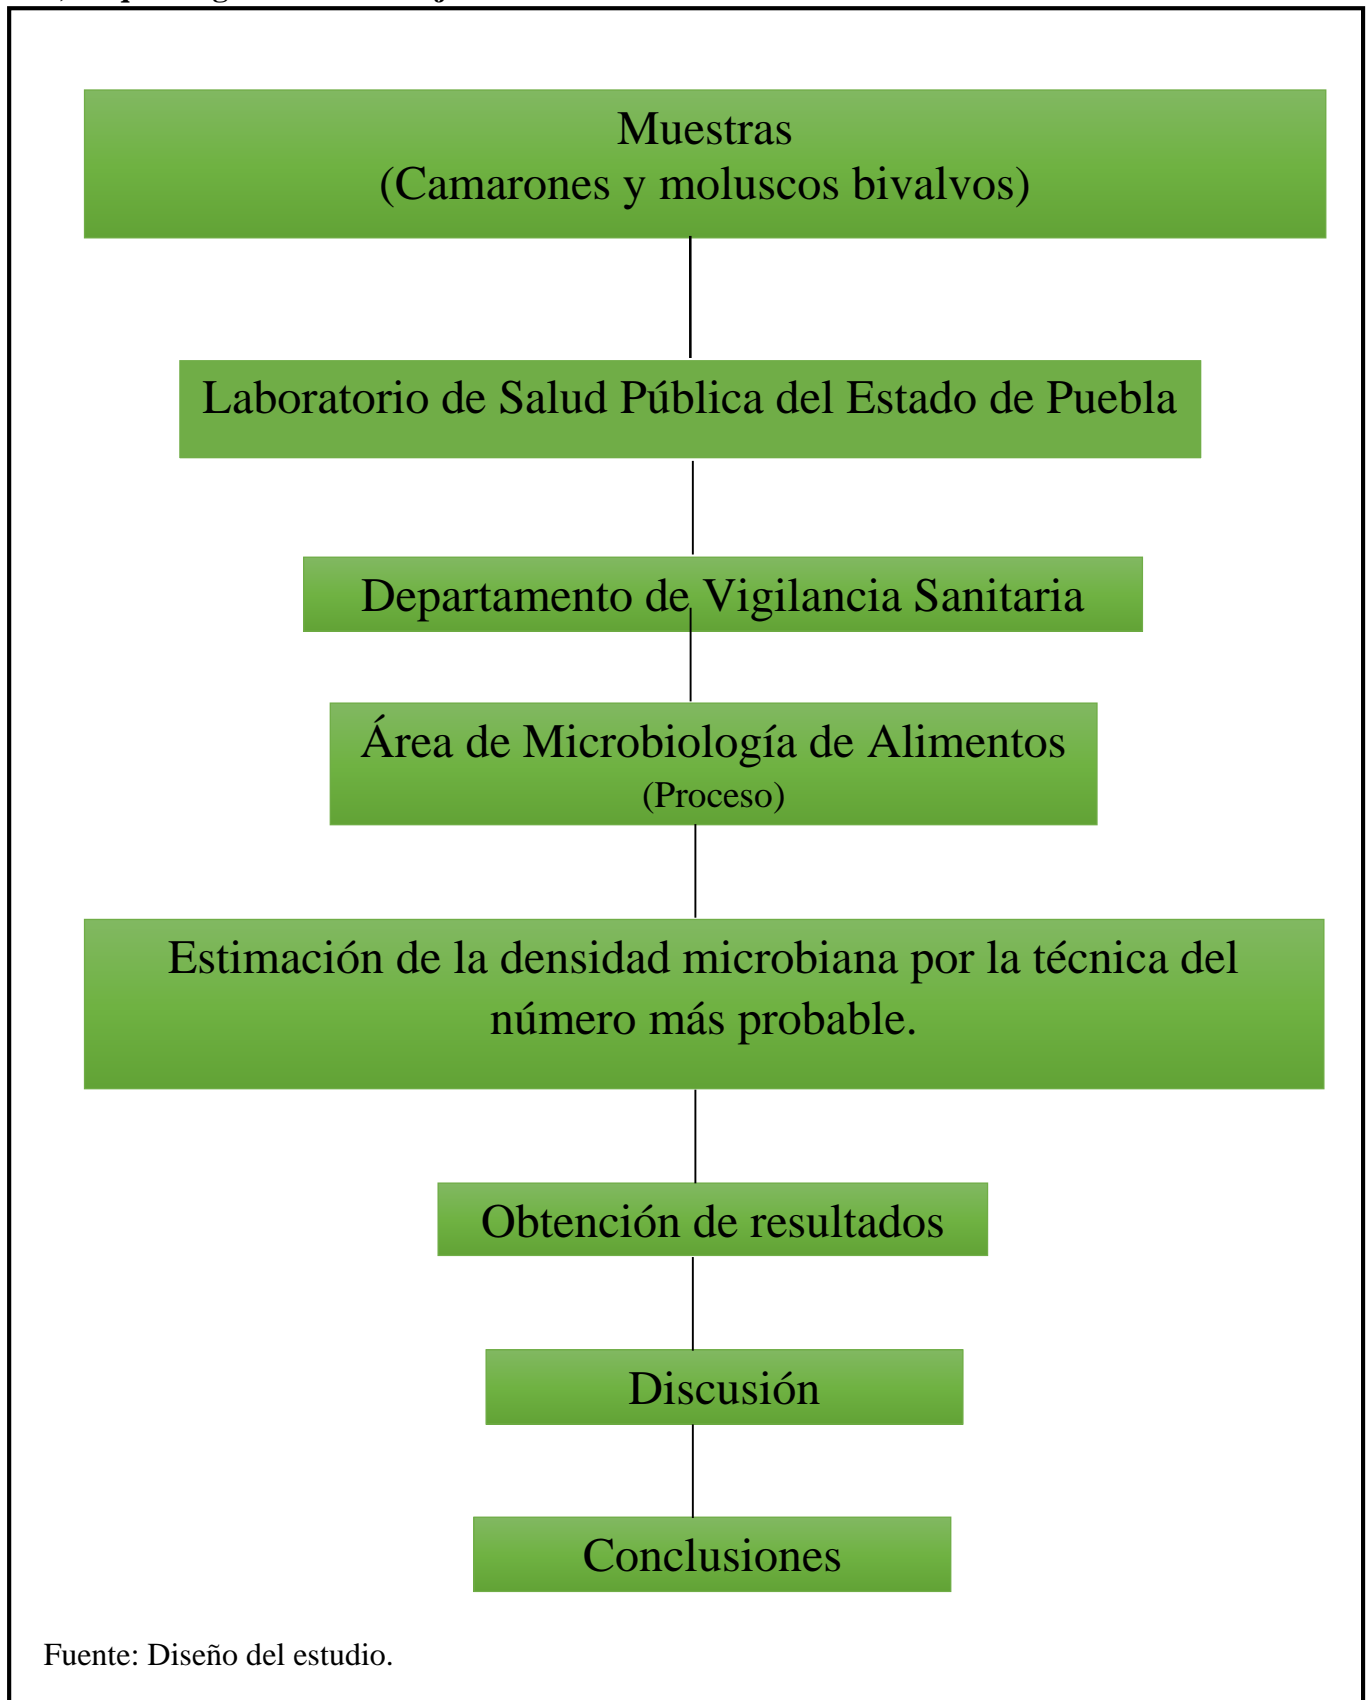 Muestras
(Camarones y moluscos bivalvos)
Laboratorio de Salud Pública del Estado de Puebla
Departamento de Vigilancia Sanitaria
Área de Microbiología de Alimentos
(Proceso)
Estimación de la densidad microbiana por la técnica del
número más probable.
Obtención de resultados
Discusión
Conclusiones
Fuente: Diseño del estudio.